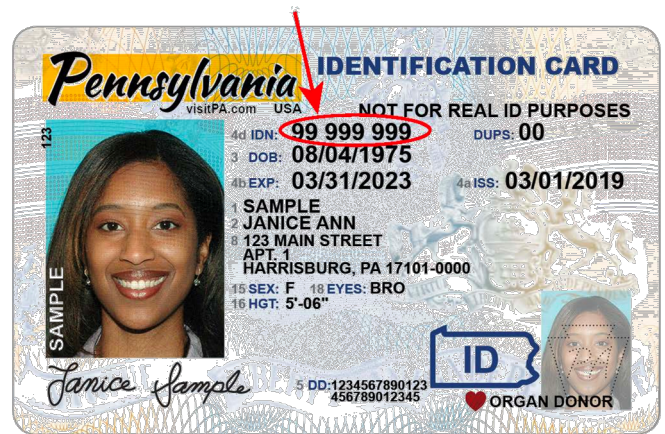 Pennsylvania
visitPA.com USA
IDENTIFICATION CARD
NOT FOR REAL ID PURPOSES
123
4d IDN: 99 999 999 DUPS: 00
3 DOB: 08/04/1975
4b EXP: 03/31/2023 4a ISS: 03/01/2019
1 SAMPLE
2 JANICE ANN
8 123 MAIN STREET
APT. 1
HARRISBURG, PA 17101-0000
15 SEX: F 18 EYES: BRO
16 HGT: 5'-06"
SAMPLE
Janice Sample
ID
5 DD:1234567890123
456789012345
ORGAN DONOR